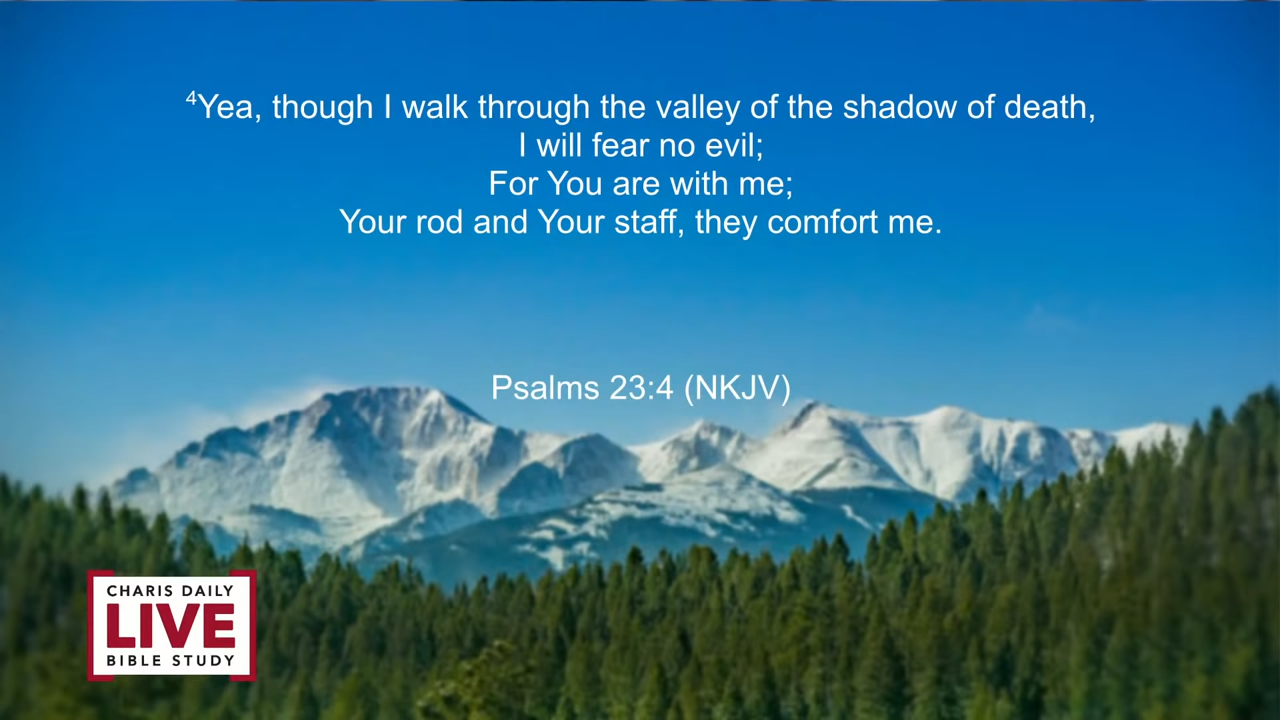 ⁴Yea, though I walk through the valley of the shadow of death,
I will fear no evil;
For You are with me;
Your rod and Your staff, they comfort me.
Psalms 23:4 (NKJV)
CHARIS DAILY
LIVE
BIBLE STUDY